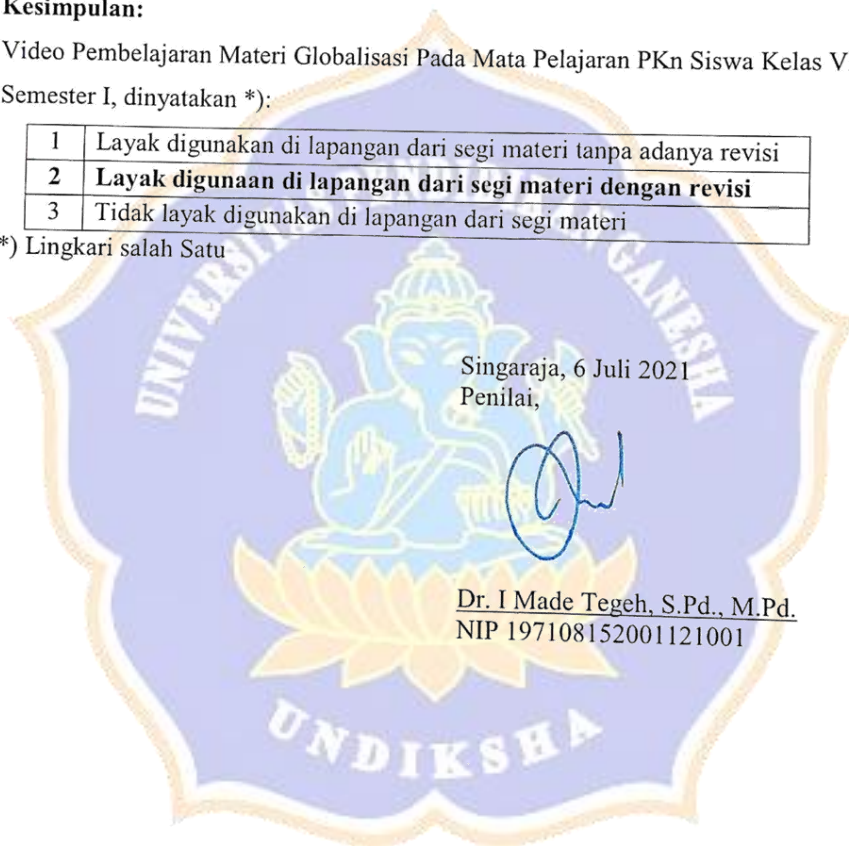 Kesimpulan:
Video Pembelajaran Materi Globalisasi Pada Mata Pelajaran PKn Siswa Kelas V
Semester I, dinyatakan *):
1 Layak digunakan di lapangan dari segi materi tanpa adanya revisi
2 Layak digunaan di lapangan dari segi materi dengan revisi
3 Tidak layak digunakan di lapangan dari segi materi
*) Lingkari salah Satu
UNIVERSITAS PENDIDIKAN GANESHA
Singaraja, 6 Juli 2021
Penilai,
Dr. I Made Tegeh, S.Pd., M.Pd.
NIP 197108152001121001
UNDIKSHA